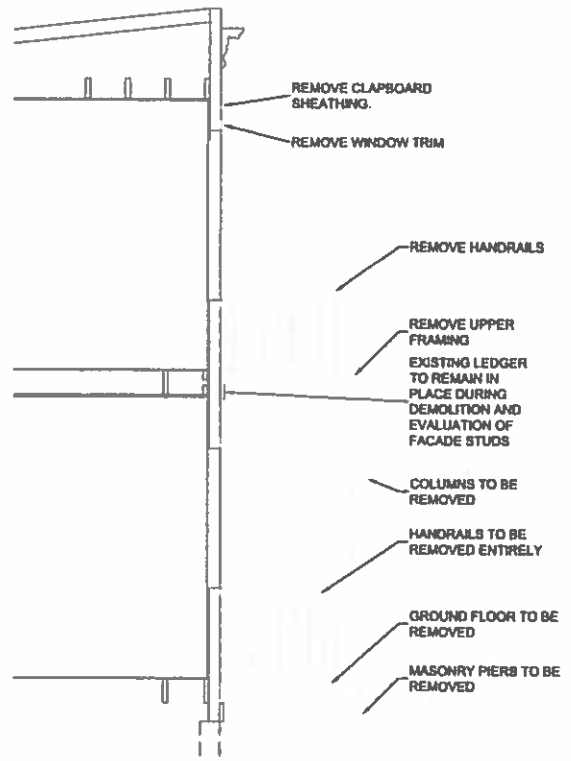 REMOVE CLAPBOARD
SHEATHING.
REMOVE WINDOW TRIM
REMOVE HANDRAILS
REMOVE UPPER
FRAMING
EXISTING LEDGER
TO REMAIN IN
PLACE DURING
DEMOLITION AND
EVALUATION OF
FACADE STUDS
COLUMNS TO BE
REMOVED
HANDRAILS TO BE
REMOVED ENTIRELY
GROUND FLOOR TO BE
REMOVED
MASONRY PIERS TO BE
REMOVED